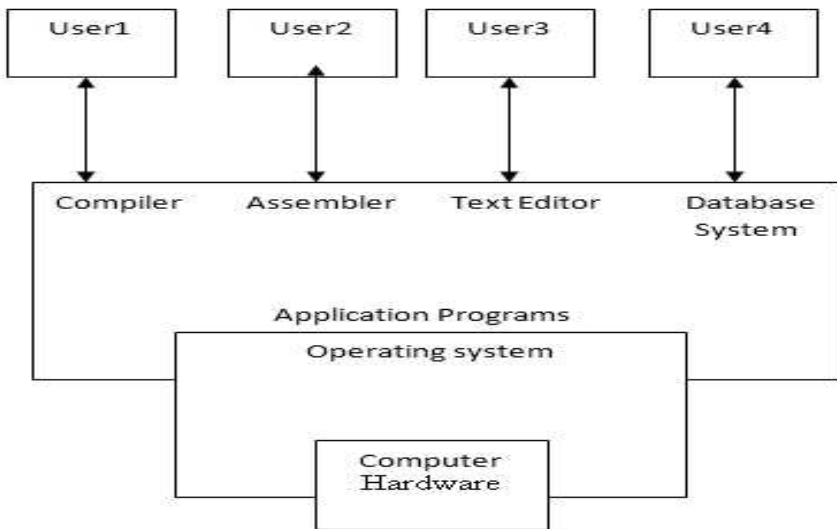 User1 User2 User3 User4
Compiler Assembler Text Editor Database
System
Application Programs
Operating system
Computer
Hardware